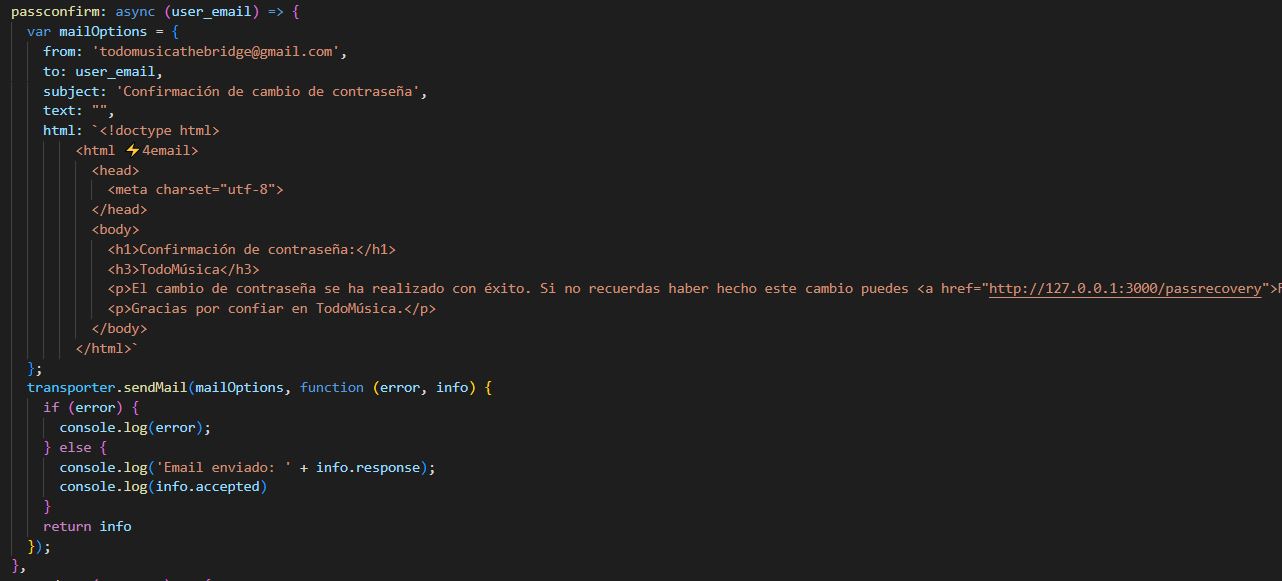 passconfirm: async (user_email) => {
var mailOptions = {
from: 'todomusicathebridge@gmail.com',
to: user_email,
subject: 'Confirmación de cambio de contraseña',
text: "",
html: `<!doctype html>
<html ⚡4email>
<head>
<meta charset="utf-8">
</head>
<body>
<h1>Confirmación de contraseña:</h1>
<h3>TodoMúsica</h3>
<p>El cambio de contraseña se ha realizado con éxito. Si no recuerdas haber hecho este cambio puedes <a href="http://127.0.0.1:3000/passrecovery">
<p>Gracias por confiar en TodoMúsica.</p>
</body>
</html>`
};
transporter.sendMail(mailOptions, function (error, info) {
if (error) {
console.log(error);
} else {
console.log('Email enviado: ' + info.response);
console.log(info.accepted)
}
return info
});
},